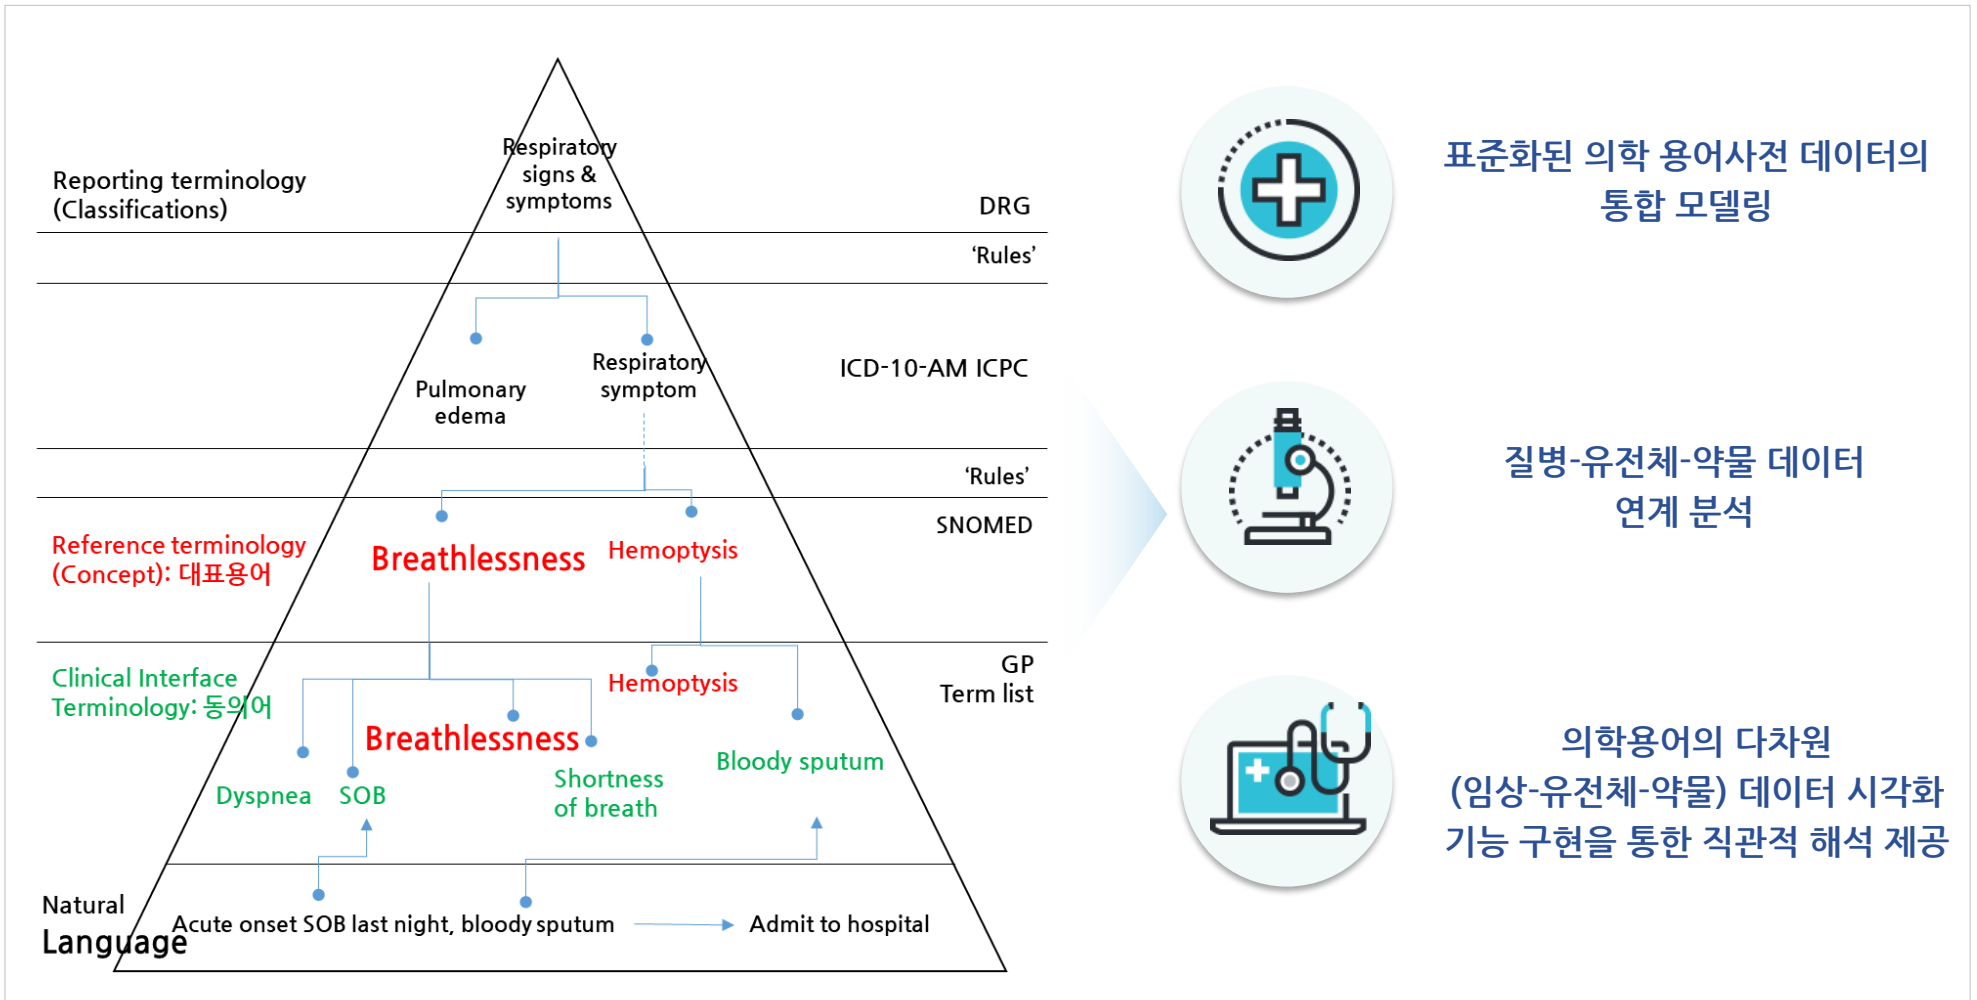 Respiratory
signs &
symptoms
Reporting terminology
(Classifications)
DRG
‘Rules’
Pulmonary
edema
Respiratory
symptom
ICD-10-AM ICPC
‘Rules’
SNOMED
Reference terminology
(Concept): 대표용어
Breathlessness
Hemoptysis
Clinical Interface
Terminology: 동의어
GP
Term list
Hemoptysis
Breathlessness
Dyspnea
SOB
Shortness
of breath
Bloody sputum
Natural
Language
Acute onset SOB last night, bloody sputum
Admit to hospital
표준화된 의학 용어사전 데이터의
통합 모델링
질병-유전체-약물 데이터
연계 분석
의학용어의 다차원
(임상-유전체-약물) 데이터 시각화
기능 구현을 통한 직관적 해석 제공